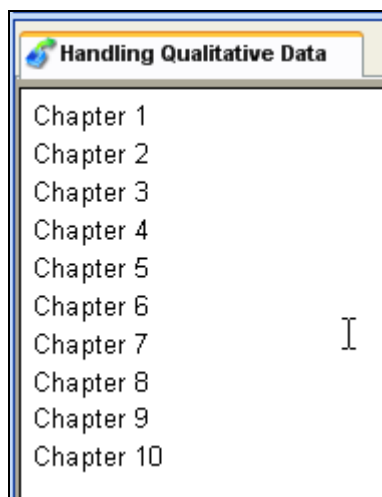 Handling Qualitative Data
Chapter 1
Chapter 2
Chapter 3
Chapter 4
Chapter 5
Chapter 6
Chapter 7
Chapter 8
Chapter 9
Chapter 10